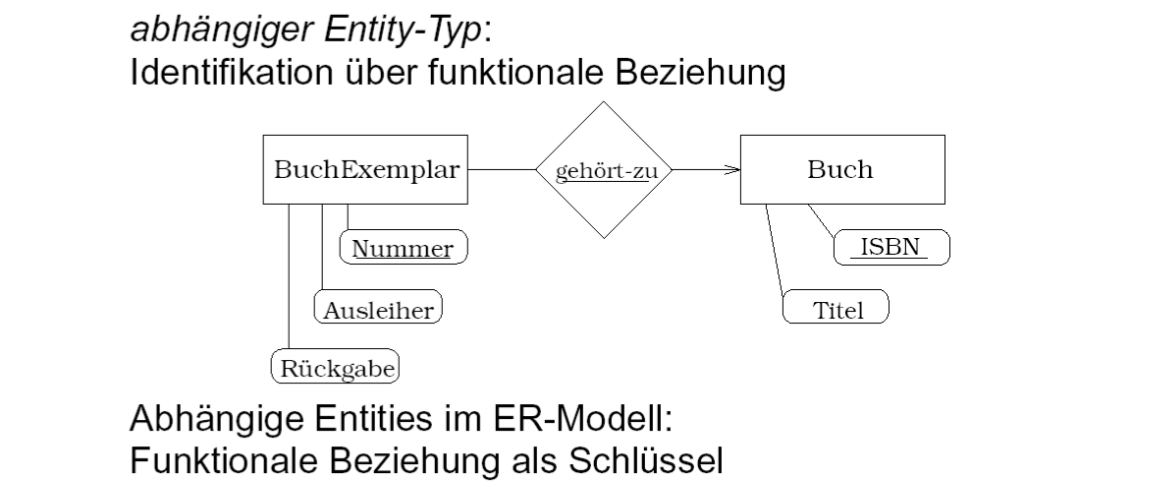 abhängiger Entity-Typ:
Identifikation über funktionale Beziehung
BuchExemplar
gehört-zu
Buch
Nummer
ISBN
Ausleiher
Titel
Rückgabe
Abhängige Entities im ER-Modell:
Funktionale Beziehung als Schlüssel